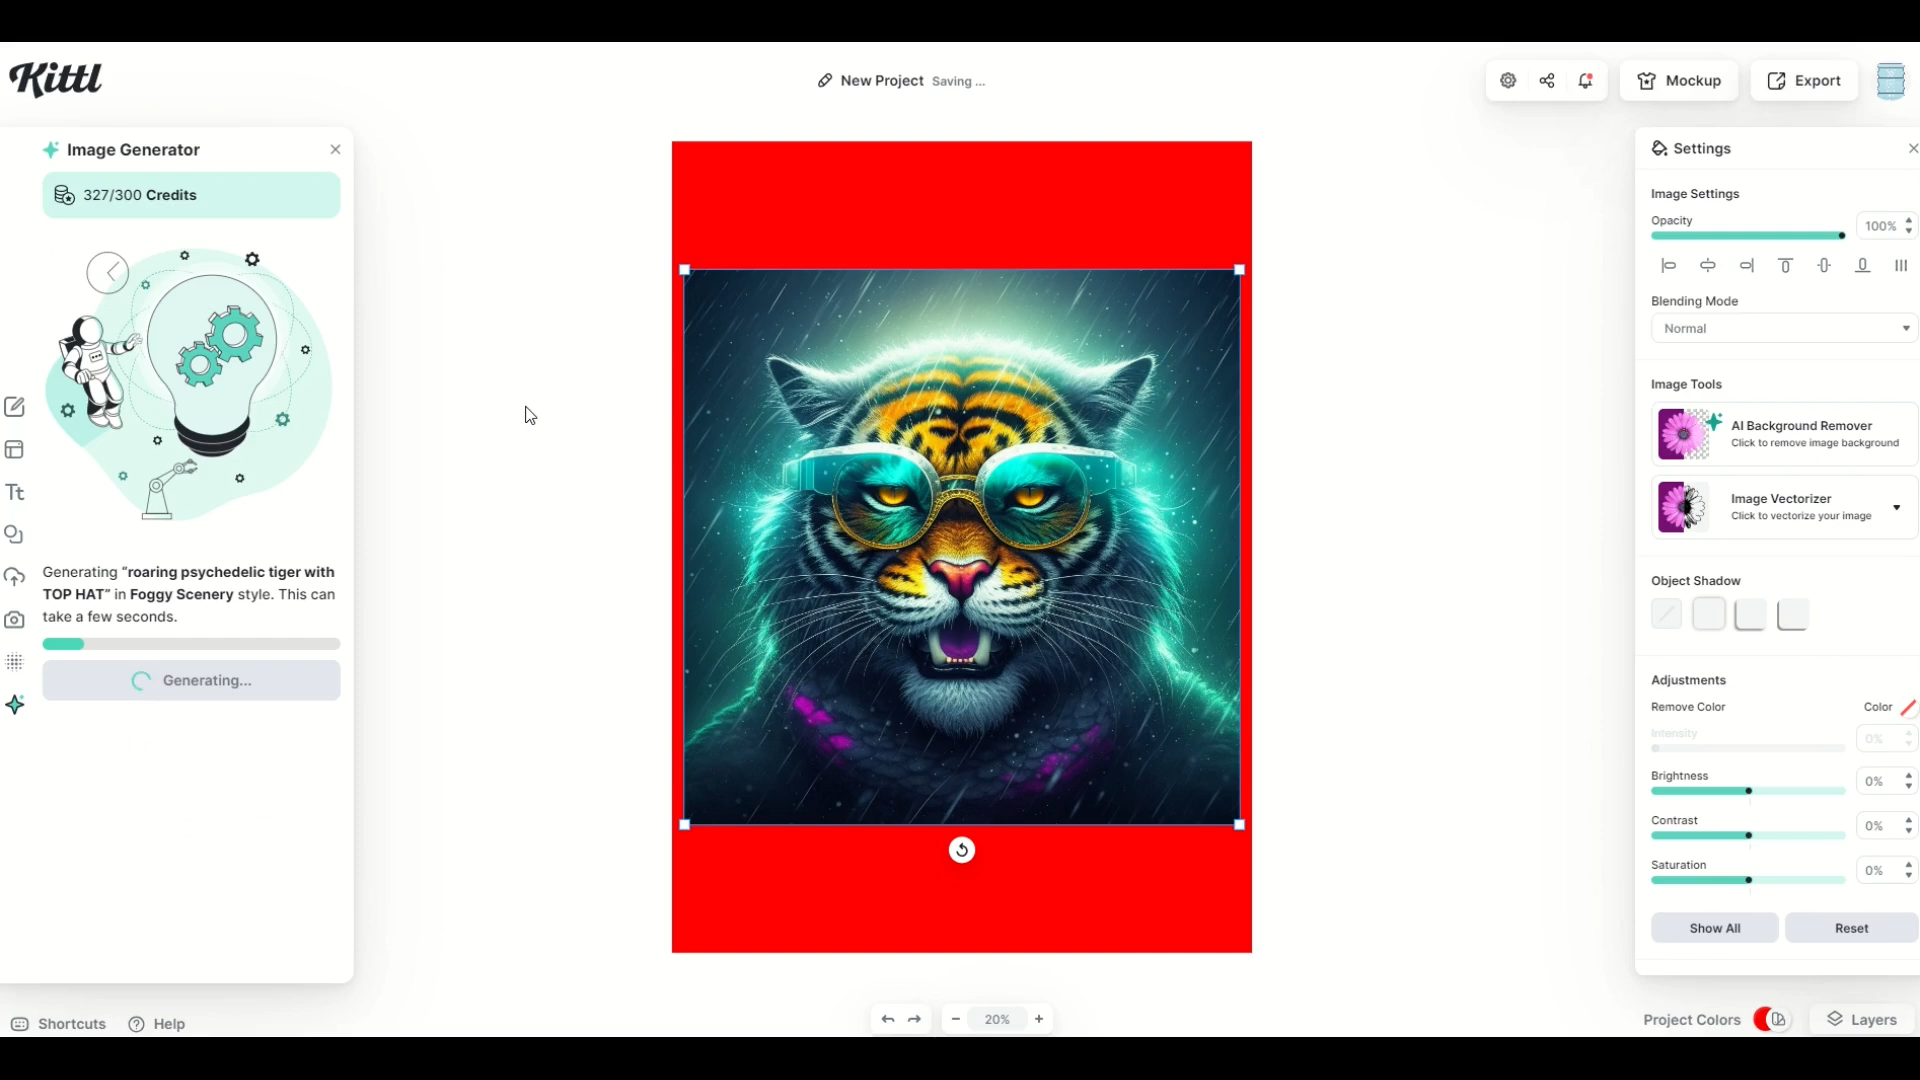 Kittl
New Project Saving ...
Mockup
Export
Image Generator
327/300 Credits
Generating “roaring psychedelic tiger with
TOP HAT” in Foggy Scenery style. This can
take a few seconds.
Generating...
Tt
Shortcuts
Help
20%
Settings
Image Settings
Opacity
100%
Blending Mode
Normal
Image Tools
AI Background Remover
Click to remove image background
Image Vectorizer
Click to vectorize your image
Object Shadow
Adjustments
Remove Color Color
Intensity
0%
Brightness
0%
Contrast
0%
Saturation
0%
Show All
Reset
Project Colors
Layers